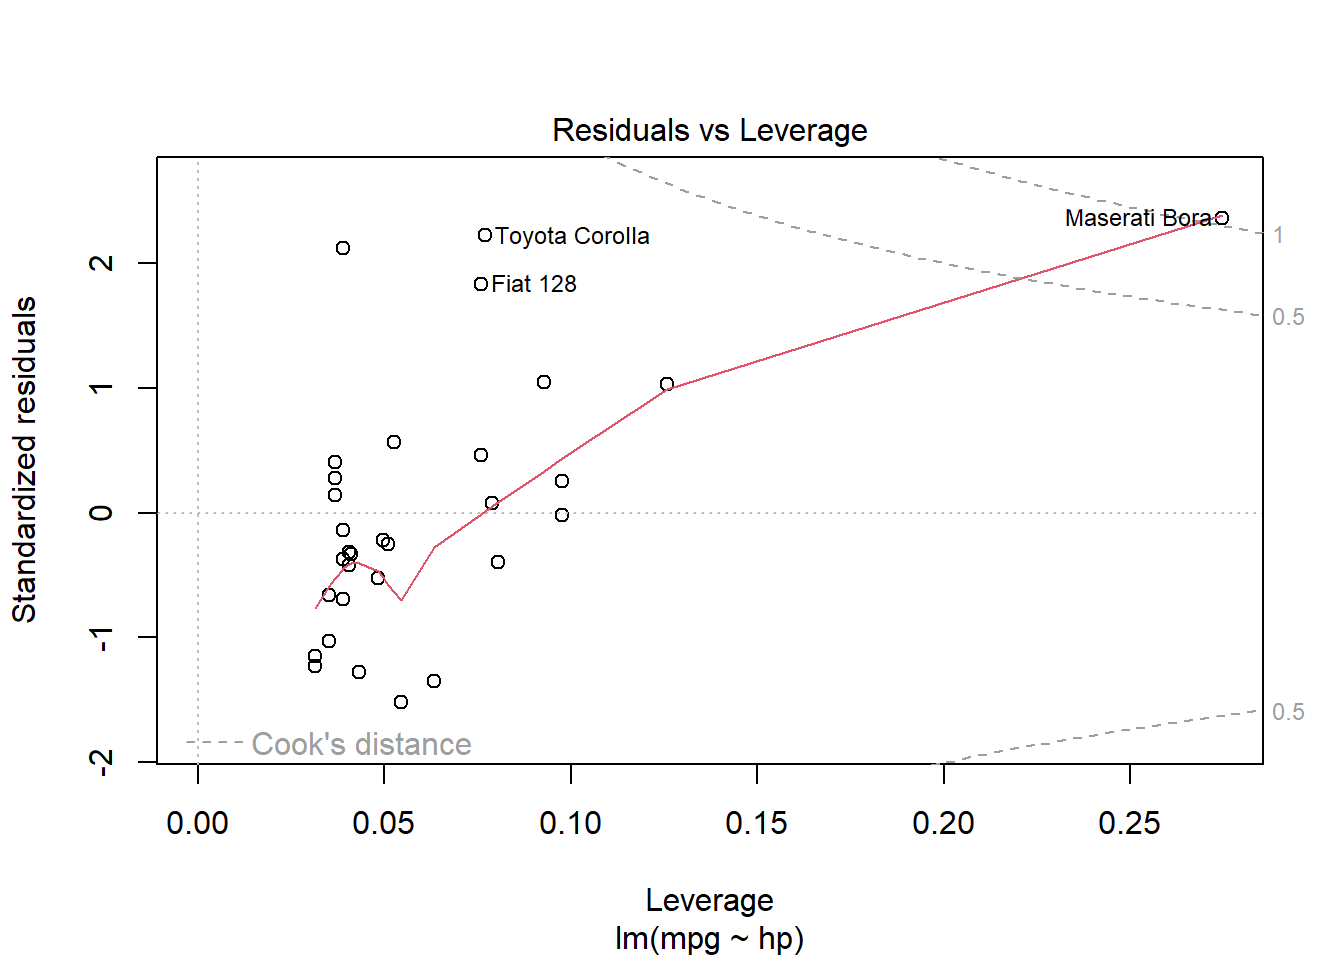 Residuals vs Leverage
Standardized residuals
2
1
0
-1
-2
Toyota Corolla
Fiat 128
Maserati Bora
1
0.5
0.5
Cook's distance
0.00 0.05 0.10 0.15 0.20 0.25
Leverage
lm(mpg ~ hp)